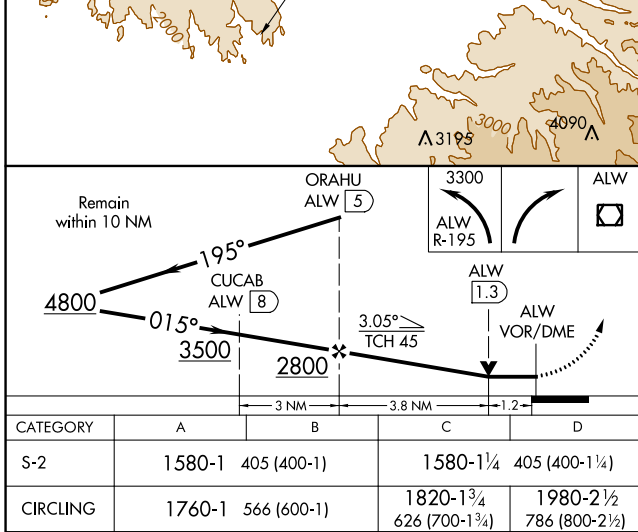 2000
3000
3195
4090
Remain
within 10 NM
ORAHU
ALW 5
3300
ALW
R-195
ALW
195°
CUCAB
ALW 8
4800
015°
3500
2800
3.05°
TCH 45
ALW
1.3
ALW
VOR/DME
3 NM
3.8 NM
1.2
CATEGORY A B C D
S-2 1580-1 405 (400-1) 1580-1¼ 405 (400-1¼)
CIRCLING 1760-1 566 (600-1) 1820-1¾ 1980-2½
626 (700-1¾) 786 (800-2½)